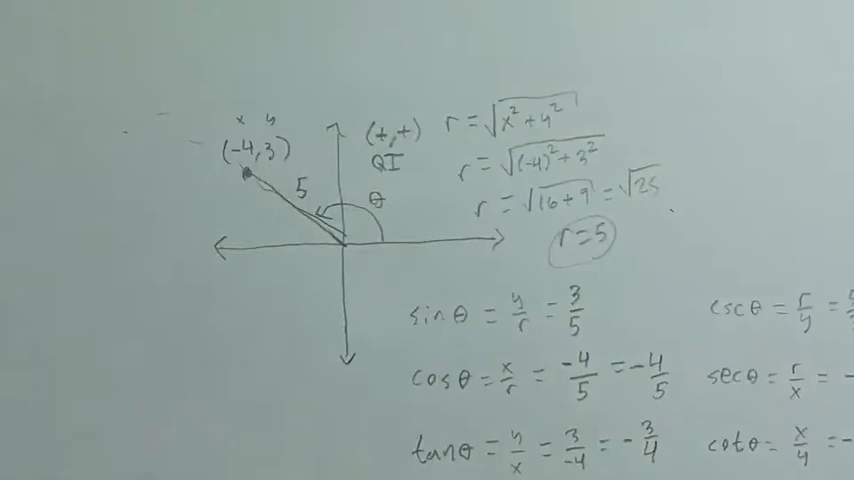 x y
(-4,3)
(+,+)
QI
5
θ
r = √x² + y²
r = √(-4)² + 3²
r = √16 + 9 = √25
r = 5
sin θ = y/r = 3/5
csc θ = r/y =
cos θ = x/r = -4/5 = -4/5
sec θ = r/x = -
tan θ = y/x = 3/-4 = -3/4
cot θ = x/y = -